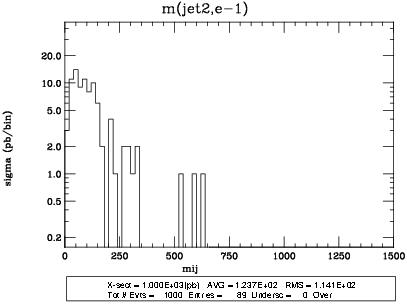 m(jet2,e-1)
sigma (pb/bin)
20.0
10.0
5.0
2.0
1.0
0.5
0.2
0 250 500 750 1000 1250 1500
mij
X-sect = 1.000E+03(pb) AVG = 1.237E+02 RMS = 1.141E+02
Tot # Evts = 1000 Entries = 89 Undersc = 0 Oversc